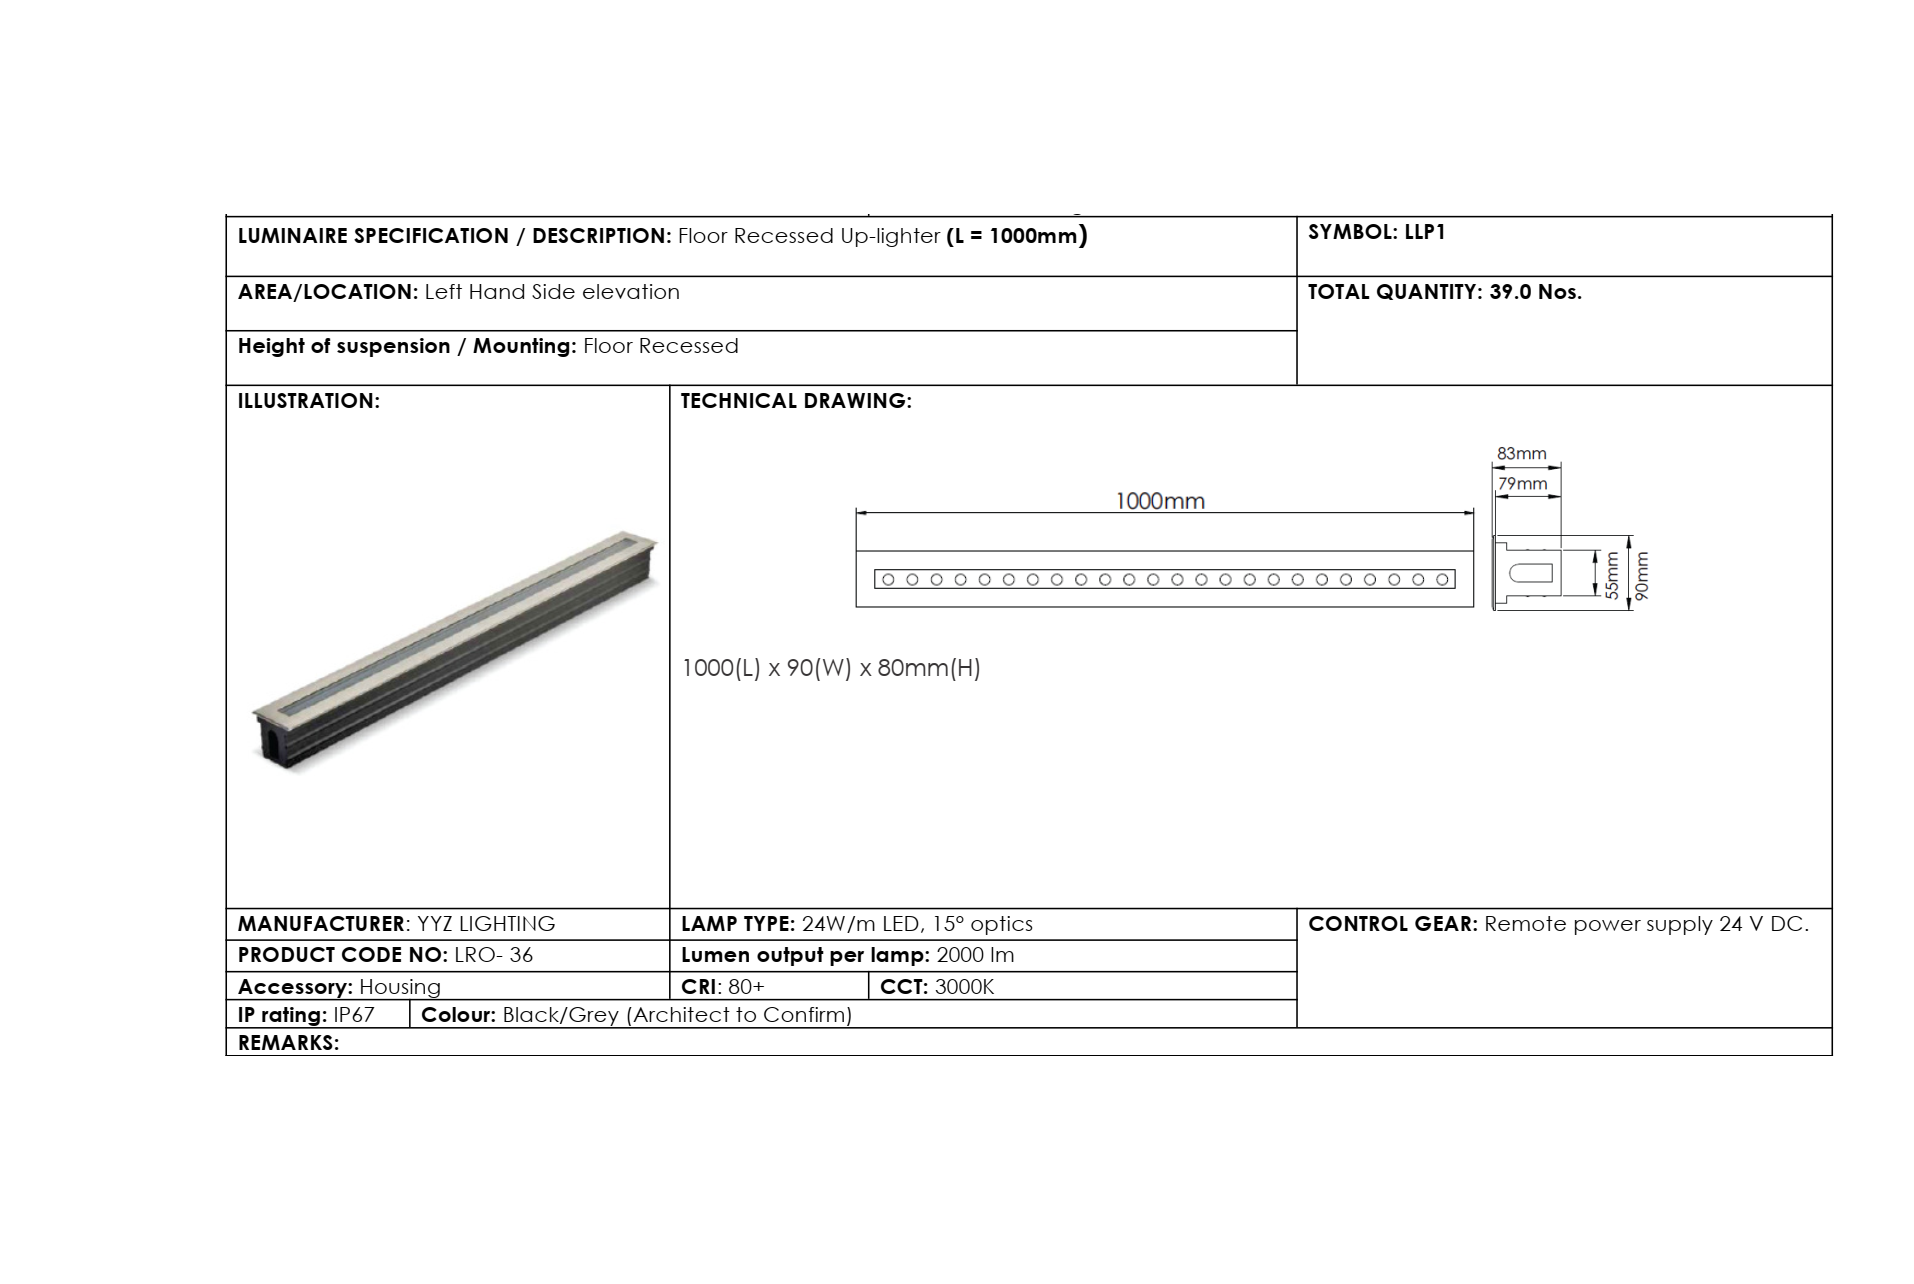 LUMINAIRE SPECIFICATION / DESCRIPTION: Floor Recessed Up-lighter (L = 1000mm)
SYMBOL: LLP1
AREA/LOCATION: Left Hand Side elevation
TOTAL QUANTITY: 39.0 Nos.
Height of suspension / Mounting: Floor Recessed
ILLUSTRATION:
TECHNICAL DRAWING:
83mm
79mm
1000mm
55mm
90mm
1000(L) x 90(W) x 80mm(H)
MANUFACTURER: YYZ LIGHTING
LAMP TYPE: 24W/m LED, 15° optics
CONTROL GEAR: Remote power supply 24 V DC.
PRODUCT CODE NO: LRO- 36
Lumen output per lamp: 2000 lm
Accessory: Housing
CRI: 80+
CCT: 3000K
IP rating: IP67
Colour: Black/Grey (Architect to Confirm)
REMARKS: